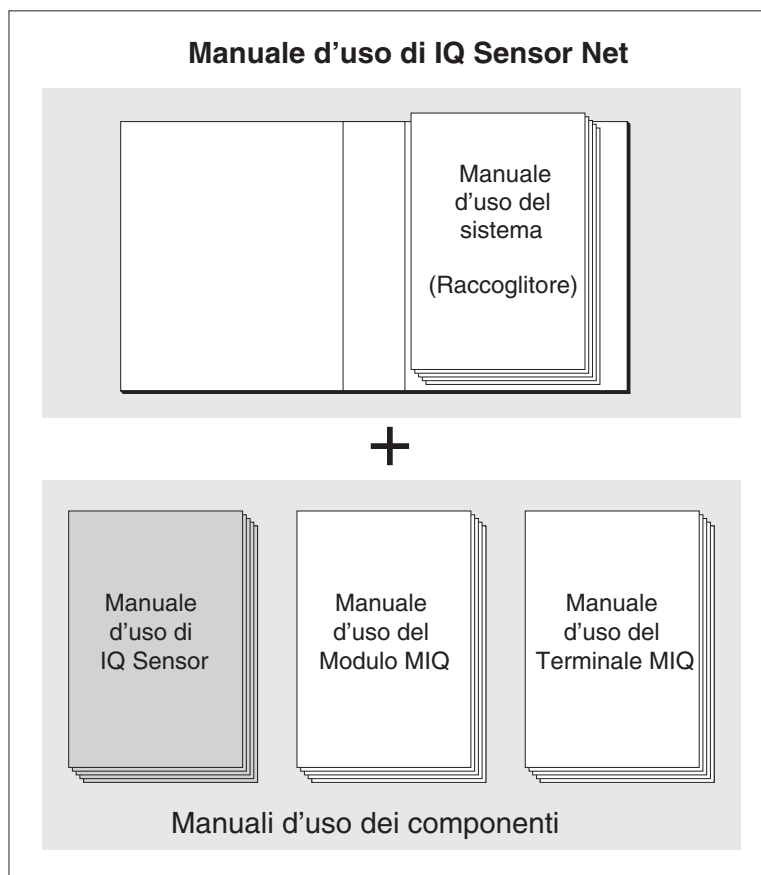 Manuale d'uso di IQ Sensor Net
Manuale
d'uso del
sistema
(Raccoglitore)
+
Manuale
d'uso di
IQ Sensor
Manuale
d'uso del
Modulo MIQ
Manuale
d'uso del
Terminale MIQ
Manuali d'uso dei componenti